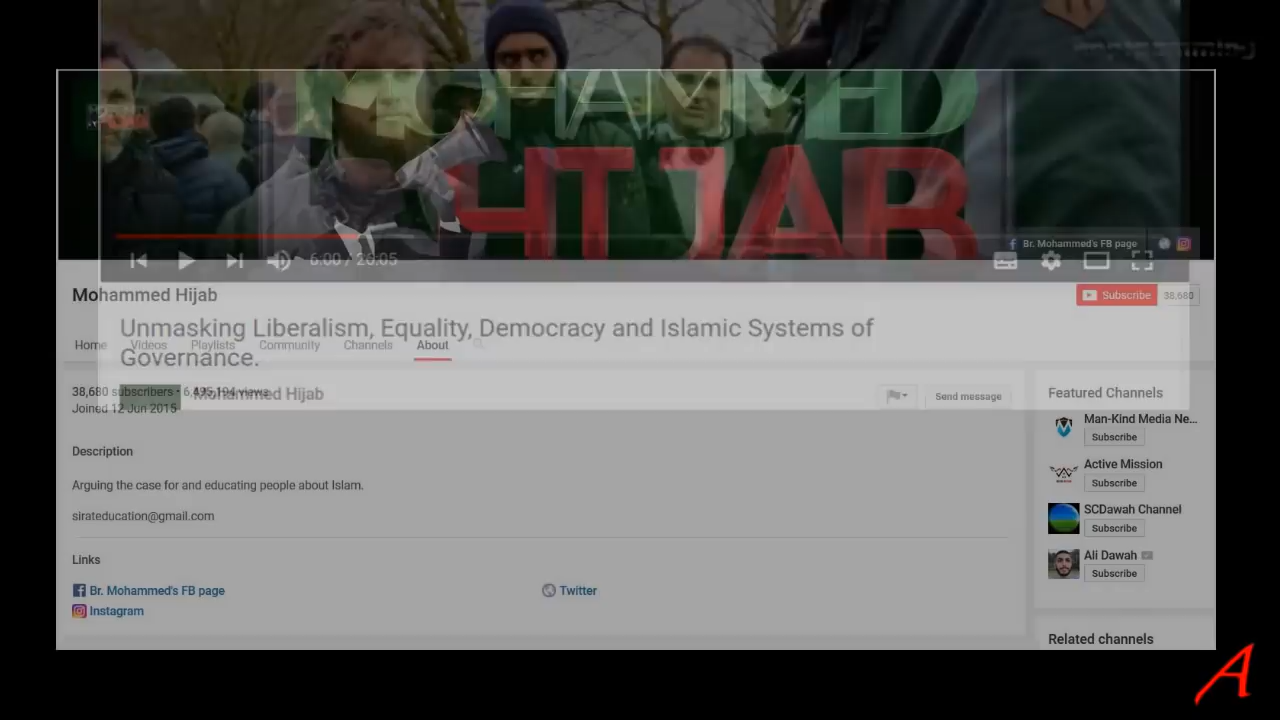 MOHAMMED
HIJAB
Br. Mohammed's FB page
6:00 / 26:05
Mohammed Hijab
Subscribe 38,680
Unmasking Liberalism, Equality, Democracy and Islamic Systems of
Governance.
Home Videos Playlists Community Channels About
38,680 subscribers • 6,495,194 views
Mohammed Hijab
Joined 12 Jun 2015
Send message
Description
Arguing the case for and educating people about Islam.
sirateducation@gmail.com
Links
Br. Mohammed's FB page
Twitter
Instagram
Featured Channels
Man-Kind Media Ne...
Subscribe
Active Mission
Subscribe
SCDawah Channel
Subscribe
Ali Dawah
Subscribe
Related channels
A